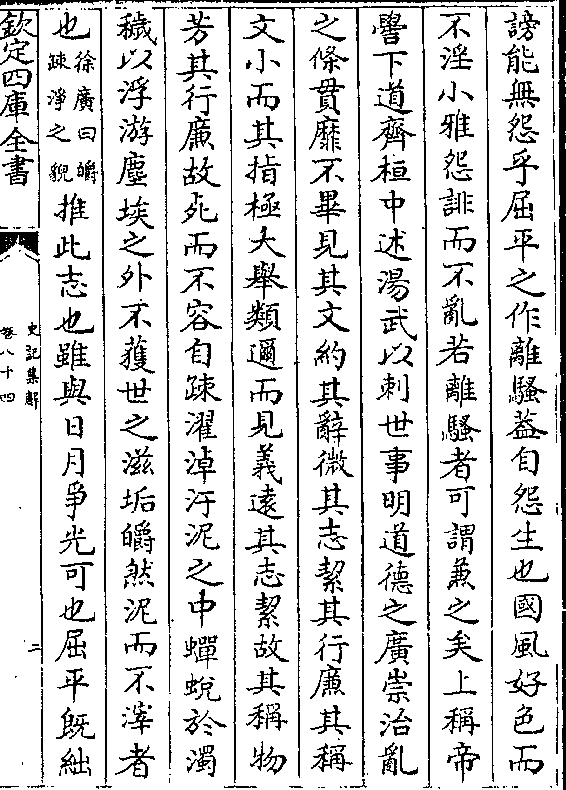 謗能無怨乎屈平之作離騷蓋自怨生也國風好色而
不淫小雅怨誹而不亂若離騷者可謂兼之矣上稱帝
嚳下道齊桓中述湯武以刺世事明道德之廣崇治亂
之條貫靡不畢見其文約其辭微其志絜其行廉其稱
文小而其指極大舉類邇而見義逺其志絜故其稱物
芳其行廉故死而不容自疎濯淖汙泥之中蟬蛻於濁
穢以浮游塵埃之外不獲世之滋垢皭然泥而不滓者
也徐廣曰皭疎淨之貌推此志也雖與日月爭光可也屈平既絀
欽定四庫全書
史記集解
卷八十四
二